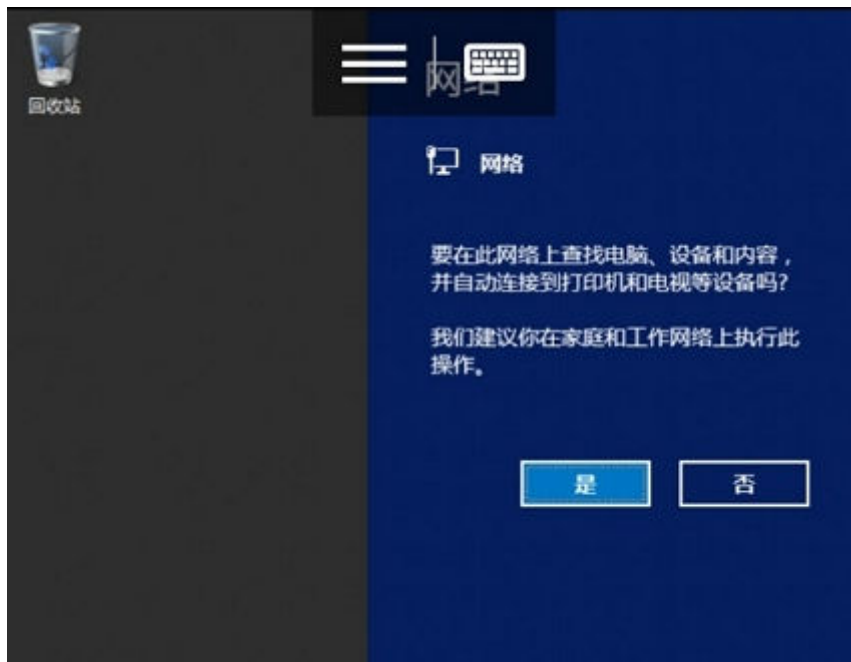 回收站
网络
网络
要在此网络上查找电脑、设备和内容，
并自动连接到打印机和电视等设备吗?
我们建议你在家庭和工作网络上执行此
操作。
是
否